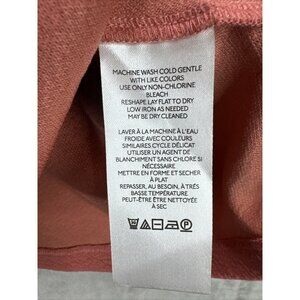 MACHINE WASH COLD GENTLE
WITH LIKE COLORS
USE ONLY NON-CHLORINE
BLEACH
RESHAPE LAY FLAT TO DRY
LOW IRON AS NEEDED
MAY BE DRY CLEANED
LAVER À LA MACHINE À L'EAU
FROIDE AVEC COULEURS
SIMILAIRES CYCLE DÉLICAT
UTILISER UN AGENT DE
BLANCHIMENT SANS CHLORE SI
NÉCESSAIRE
METTRE EN FORME ET SÉCHER
À PLAT
REPASSER, AU BESOIN, À TRÈS
BASSE TEMPÉRATURE
PEUT-ÊTRE ÊTRE NETTOYÉE
À SEC
P